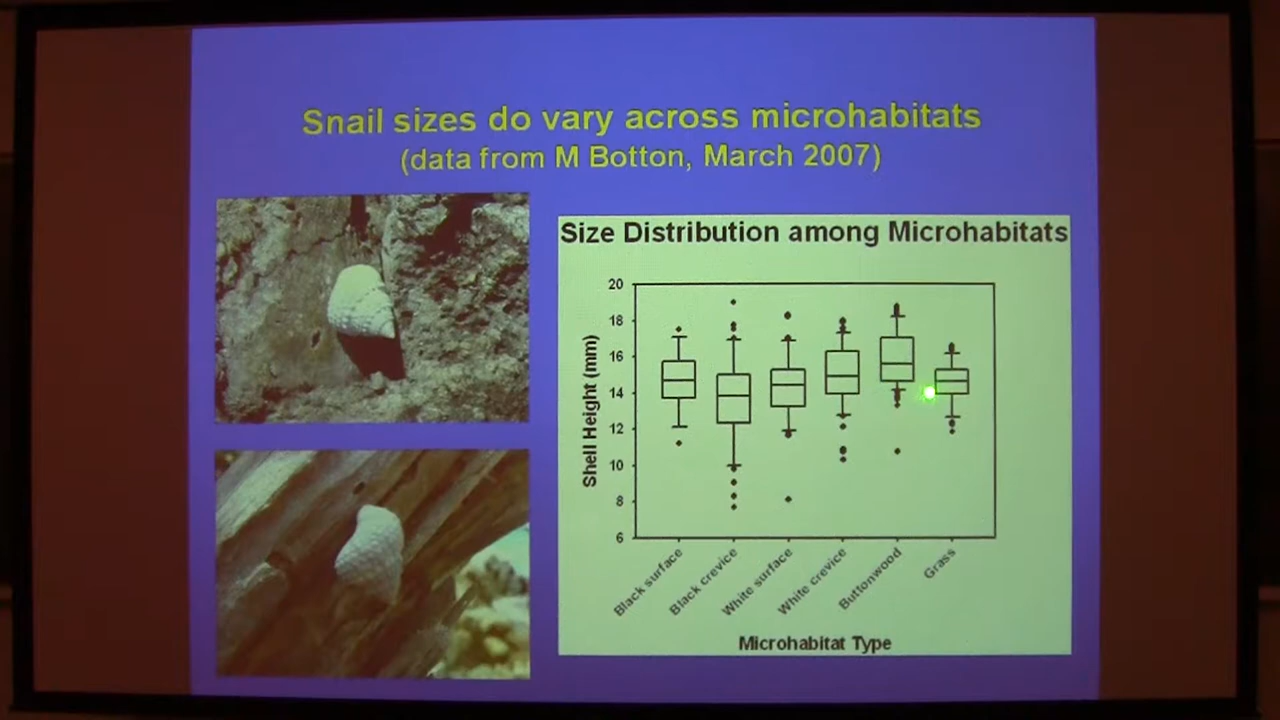 Snail sizes do vary across microhabitats
(data from M Botton, March 2007)
Size Distribution among Microhabitats
20
18
16
14
12
10
8
6
Shell Height (mm)
Black surface
Black crevice
White surface
White crevice
Buttonwood
Grass
Microhabitat Type